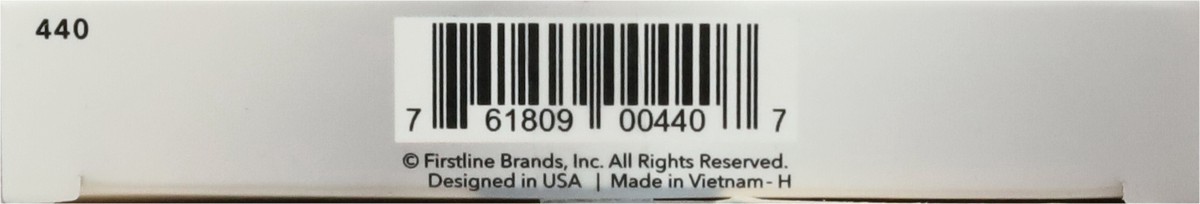 440
7 61809 00440 7
© Firstline Brands, Inc. All Rights Reserved.
Designed in USA | Made in Vietnam - H